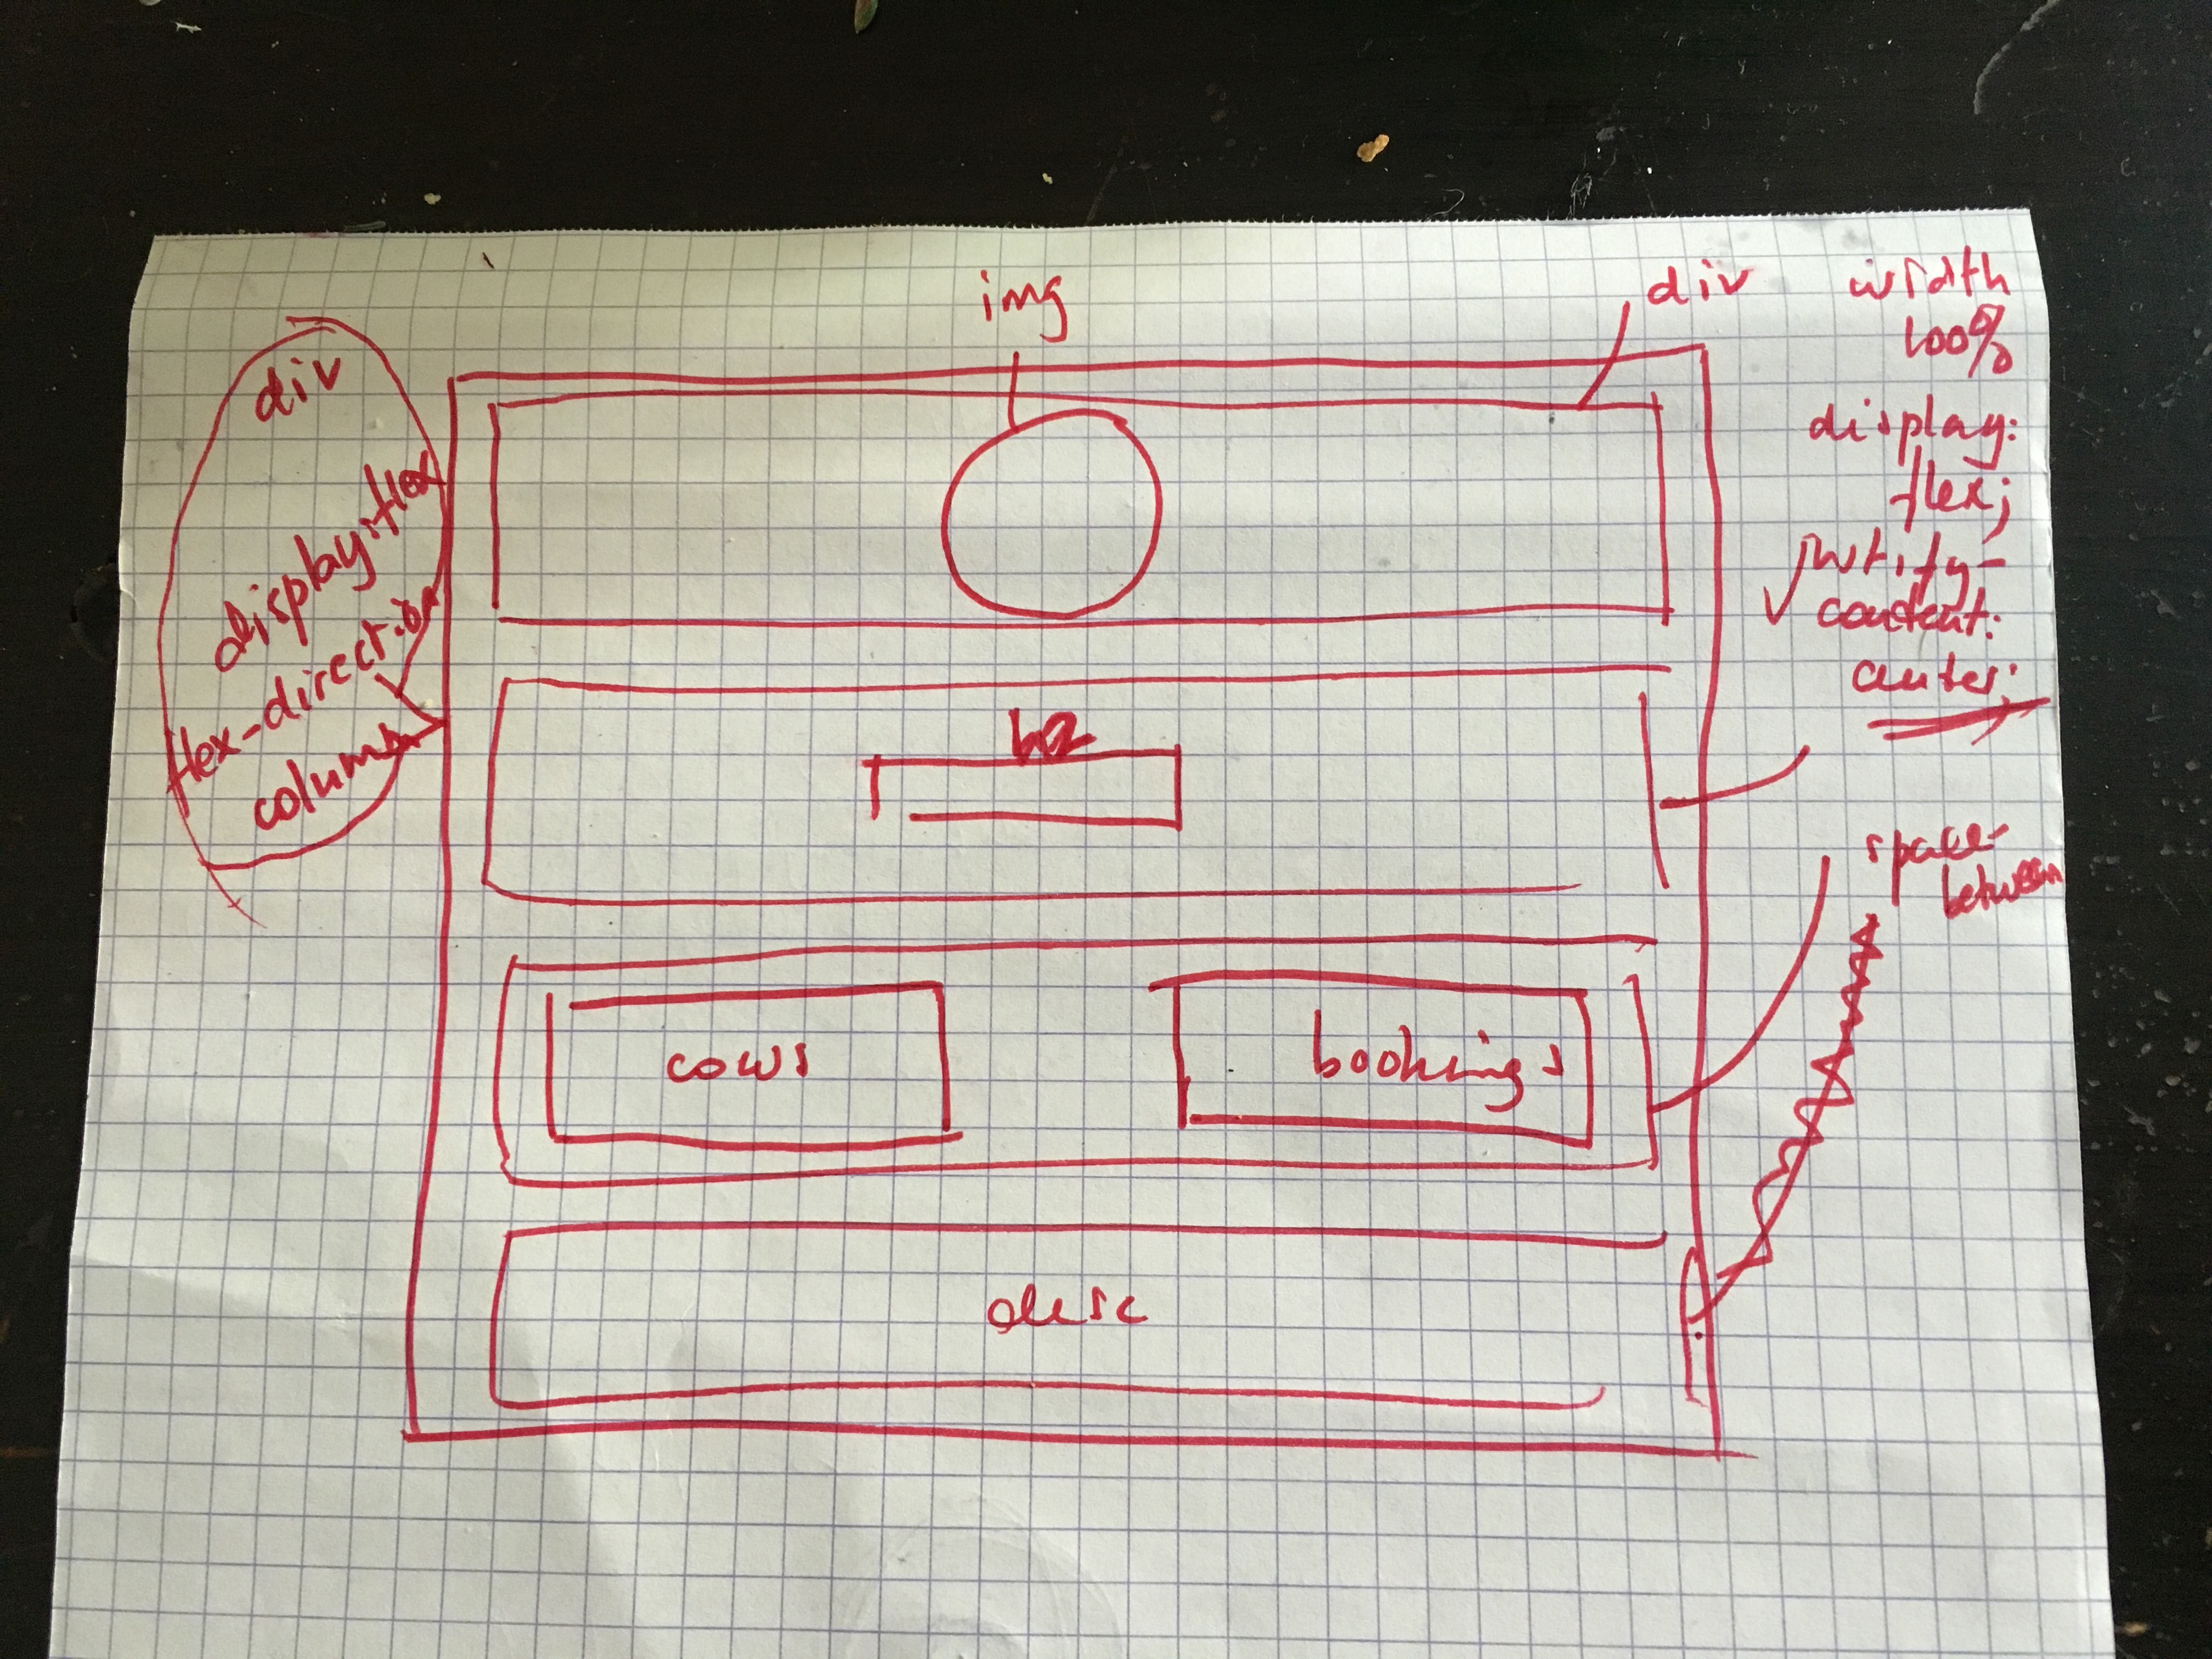 img
div
width
100%
display:
flex;
justify-
content:
center;
div
display:flex
flex-direction
column
h2
space-
between
cows
bookings
desc